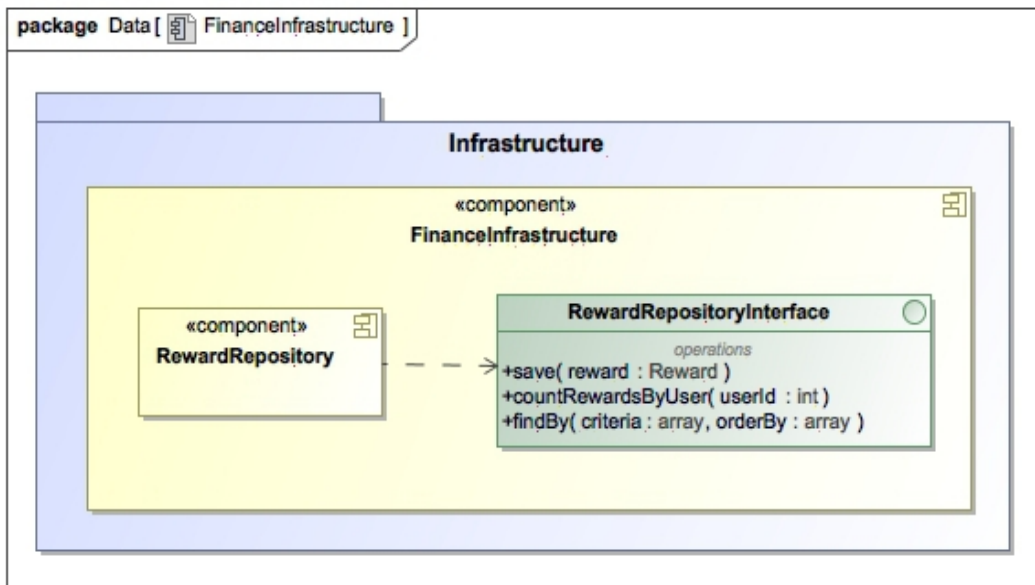 package Data[ FinanceInfrastructure ]
Infrastructure
«component»
FinanceInfrastructure
«component»
RewardRepository
RewardRepositoryInterface
operations
+save( reward : Reward )
+countRewardsByUser( userId : int )
+findBy( criteria : array, orderBy : array )